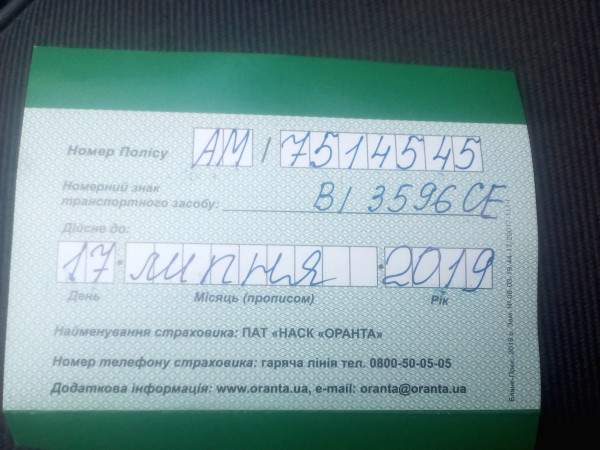 Номер Полісу АМ / 7514545
Номерний знак
транспортного засобу: ВІ 3596 СЕ
Дійсне до:
17 • липня • 2019
День Місяць (прописом) Рік
Найменування страховика: ПАТ «НАСК «ОРАНТА»
Номер телефону страховика: гаряча лінія тел. 0800-50-05-05
Додаткова інформація: www.oranta.ua, e-mail: oranta@oranta.ua